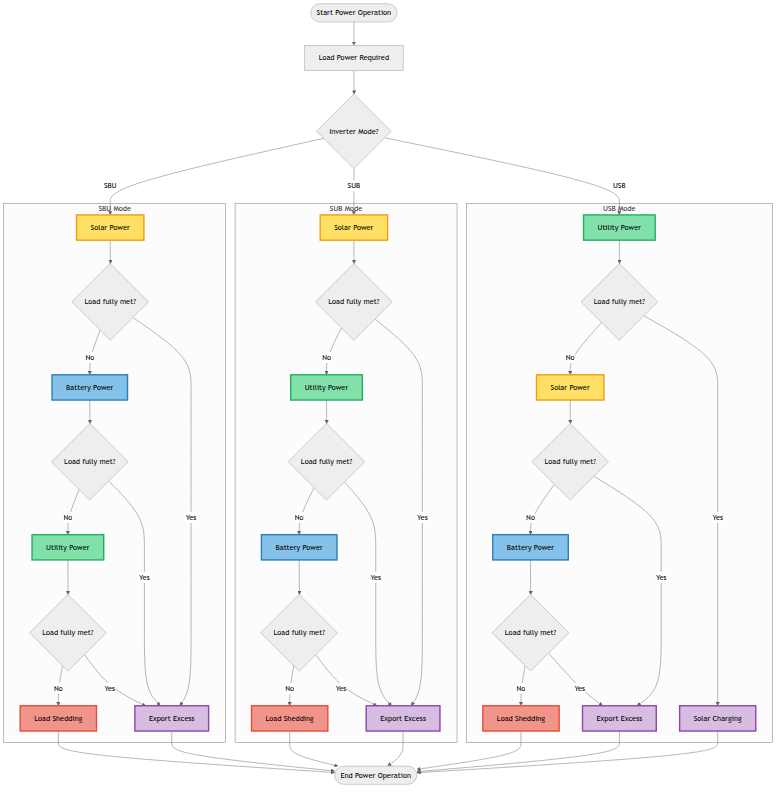 Start Power Operation
Load Power Required
Inverter Mode?
SBU
SUB
USB
SBU Mode
SUB Mode
USB Mode
Solar Power
Solar Power
Utility Power
Load fully met?
Load fully met?
Load fully met?
No
No
No
Battery Power
Utility Power
Solar Power
Load fully met?
Load fully met?
Load fully met?
No
Yes
No
Yes
No
Yes
Utility Power
Battery Power
Battery Power
Yes
Yes
Yes
Load fully met?
Load fully met?
Load fully met?
No
Yes
No
Yes
No
Yes
Load Shedding
Export Excess
Load Shedding
Export Excess
Load Shedding
Export Excess
Solar Charging
End Power Operation